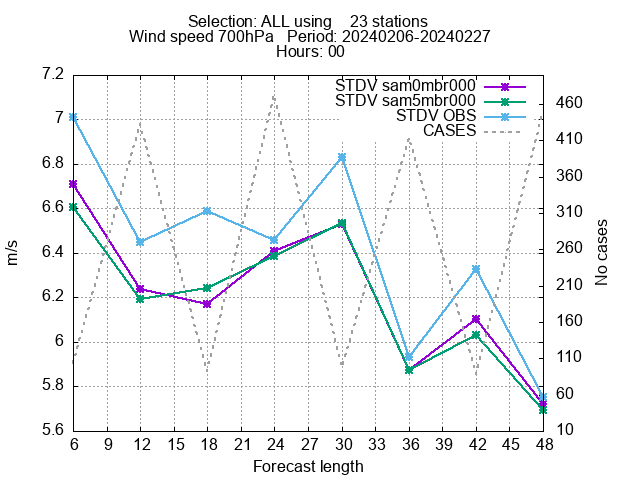 Selection: ALL using    23 stations
Wind speed 700hPa   Period: 20240206-20240227
Hours: 00
STDV sam0mbr000
STDV sam5mbr000
STDV OBS
CASES
m/s
7.2
7
6.8
6.6
6.4
6.2
6
5.8
5.6
460
410
360
310
260
210
160
110
60
10
No cases
6 9 12 15 18 21 24 27 30 33 36 39 42 45 48
Forecast length